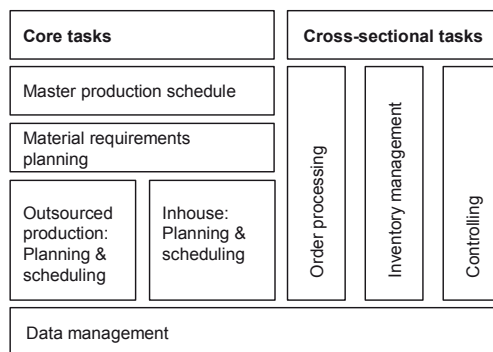 Core tasks
Cross-sectional tasks
Master production schedule
Material requirements
planning
Outsourced
production:
Planning &
scheduling
Inhouse:
Planning &
scheduling
Order processing
Inventory management
Controlling
Data management